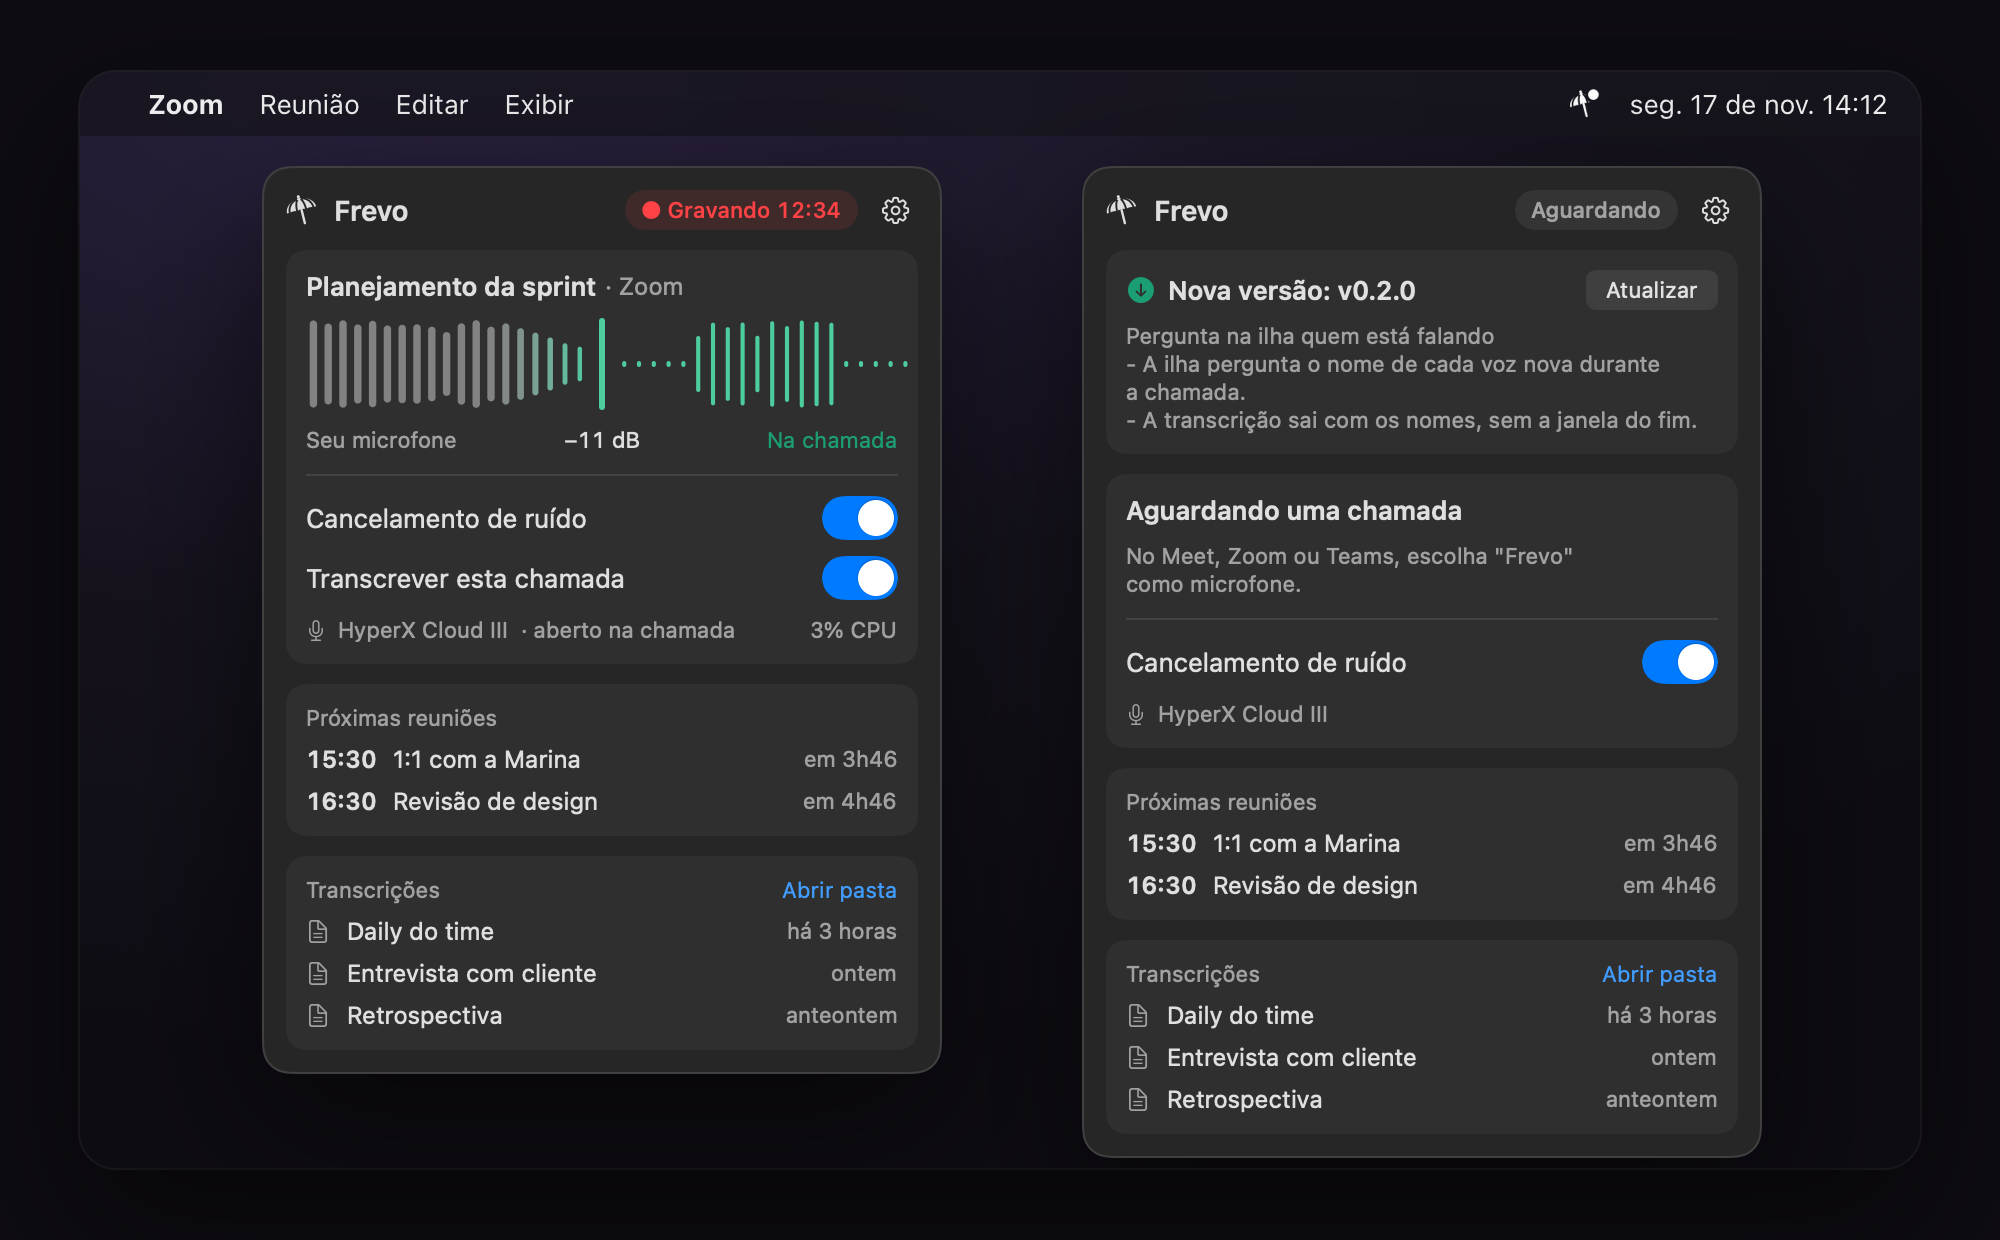 Zoom Reunião Editar Exibir seg. 17 de nov. 14:12
Frevo Gravando 12:34
Planejamento da sprint · Zoom
Seu microfone −11 dB Na chamada
Cancelamento de ruído
Transcrever esta chamada
HyperX Cloud III · aberto na chamada 3% CPU
Próximas reuniões
15:30 1:1 com a Marina em 3h46
16:30 Revisão de design em 4h46
Transcrições Abrir pasta
Daily do time há 3 horas
Entrevista com cliente ontem
Retrospectiva anteontem
Frevo Aguardando
Nova versão: v0.2.0 Atualizar
Pergunta na ilha quem está falando
- A ilha pergunta o nome de cada voz nova durante
a chamada.
- A transcrição sai com os nomes, sem a janela do fim.
Aguardando uma chamada
No Meet, Zoom ou Teams, escolha "Frevo"
como microfone.
Cancelamento de ruído
HyperX Cloud III
Próximas reuniões
15:30 1:1 com a Marina em 3h46
16:30 Revisão de design em 4h46
Transcrições Abrir pasta
Daily do time há 3 horas
Entrevista com cliente ontem
Retrospectiva anteontem